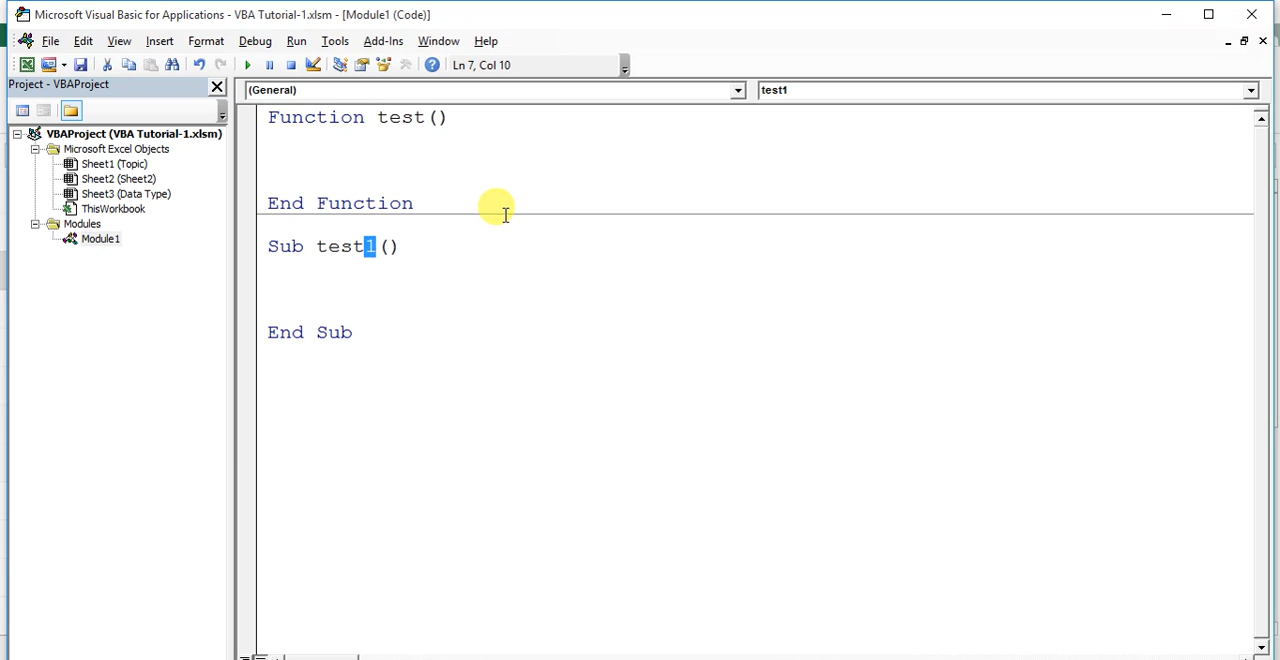 Microsoft Visual Basic for Applications - VBA Tutorial-1.xlsm - [Module1 (Code)]
File Edit View Insert Format Debug Run Tools Add-Ins Window Help
Ln 7, Col 10
Project - VBAProject
(General) test1
VBAProject (VBA Tutorial-1.xlsm)
Microsoft Excel Objects
Sheet1 (Topic)
Sheet2 (Sheet2)
Sheet3 (Data Type)
ThisWorkbook
Modules
Module1
Function test()
End Function
Sub test1()
End Sub